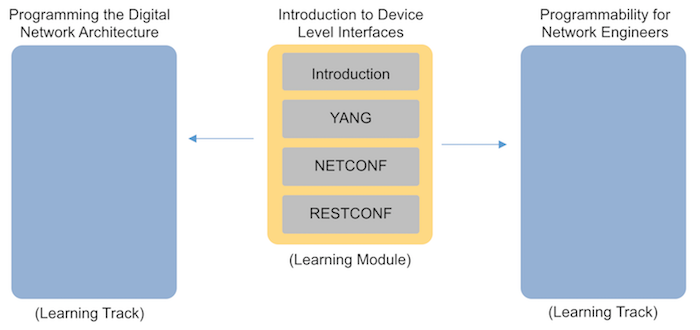 Programming the Digital
Network Architecture
(Learning Track)
Introduction to Device
Level Interfaces
Introduction
YANG
NETCONF
RESTCONF
(Learning Module)
Programmability for
Network Engineers
(Learning Track)